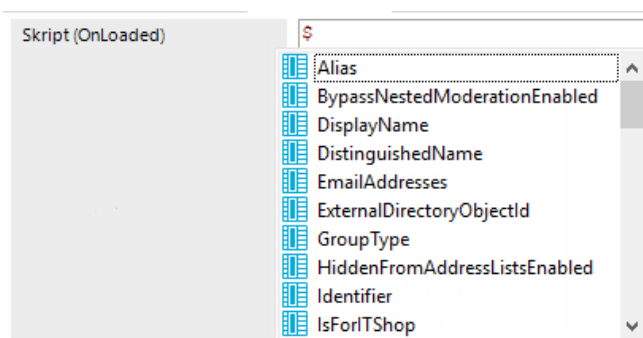 Skript (OnLoaded)
$
Alias
BypassNestedModerationEnabled
DisplayName
DistinguishedName
EmailAddresses
ExternalDirectoryObjectId
GroupType
HiddenFromAddressListsEnabled
Identifier
IsForITShop